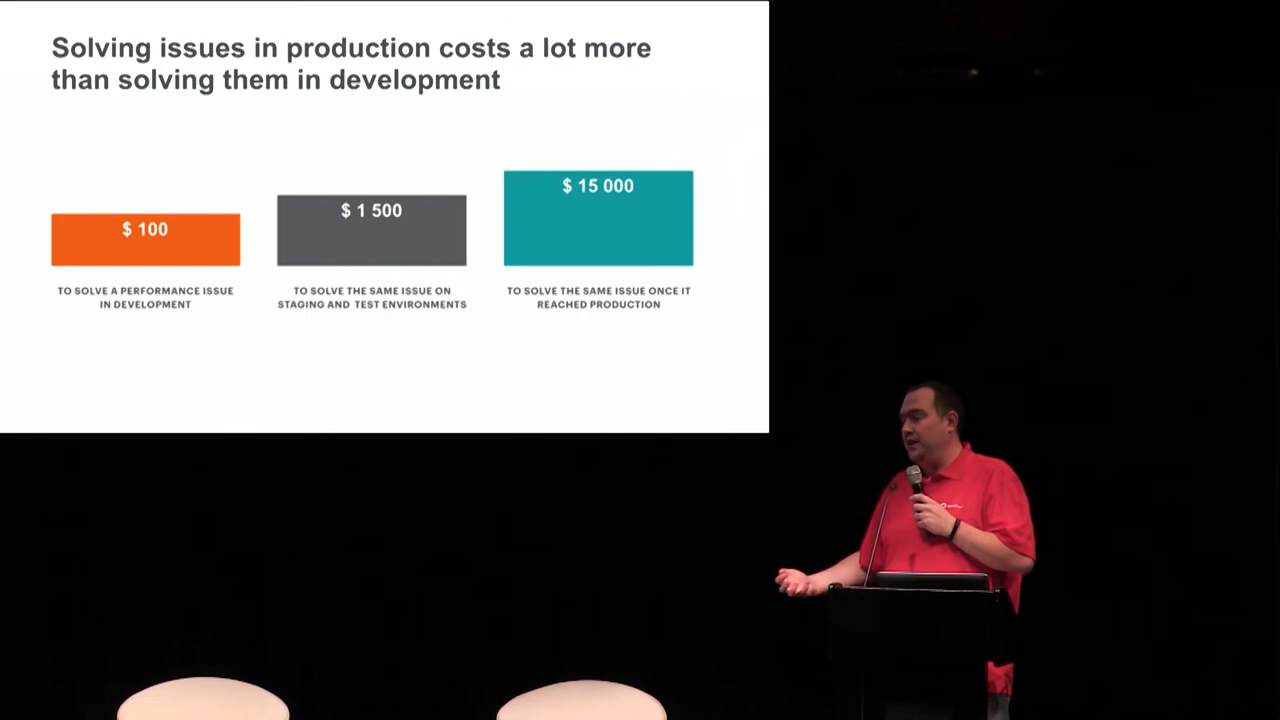 Solving issues in production costs a lot more
than solving them in development
$ 100
$ 1 500
$ 15 000
TO SOLVE A PERFORMANCE ISSUE
IN DEVELOPMENT
TO SOLVE THE SAME ISSUE ON
STAGING AND TEST ENVIRONMENTS
TO SOLVE THE SAME ISSUE ONCE IT
REACHED PRODUCTION